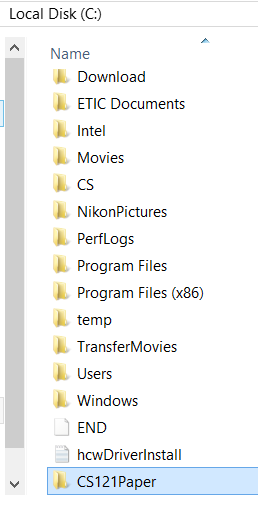 Local Disk (C:)
Name
Download
ETIC Documents
Intel
Movies
CS
NikonPictures
PerfLogs
Program Files
Program Files (x86)
temp
TransferMovies
Users
Windows
END
hcwDriverInstall
CS121Paper